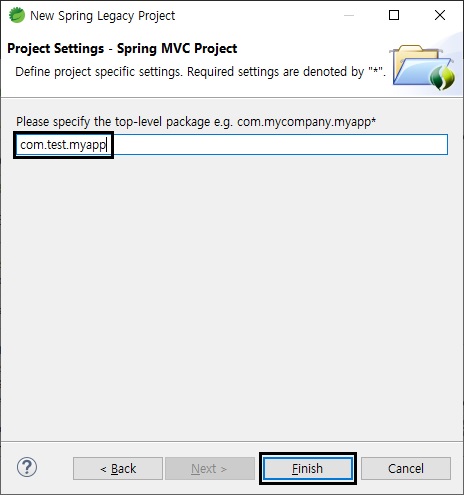 New Spring Legacy Project
Project Settings - Spring MVC Project
Define project specific settings. Required settings are denoted by "*".
Please specify the top-level package e.g. com.mycompany.myapp*
com.test.myapp
?
< Back
Next >
Finish
Cancel